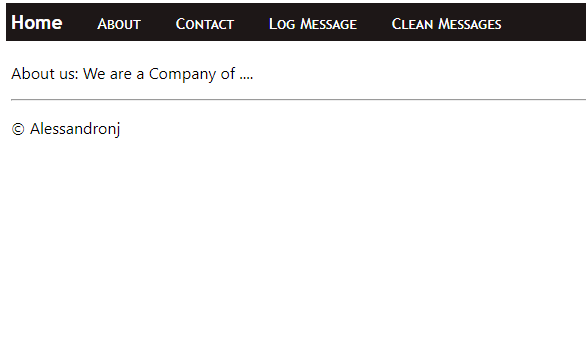 Home About Contact Log Message Clean Messages
About us: We are a Company of ....
© Alessandronj